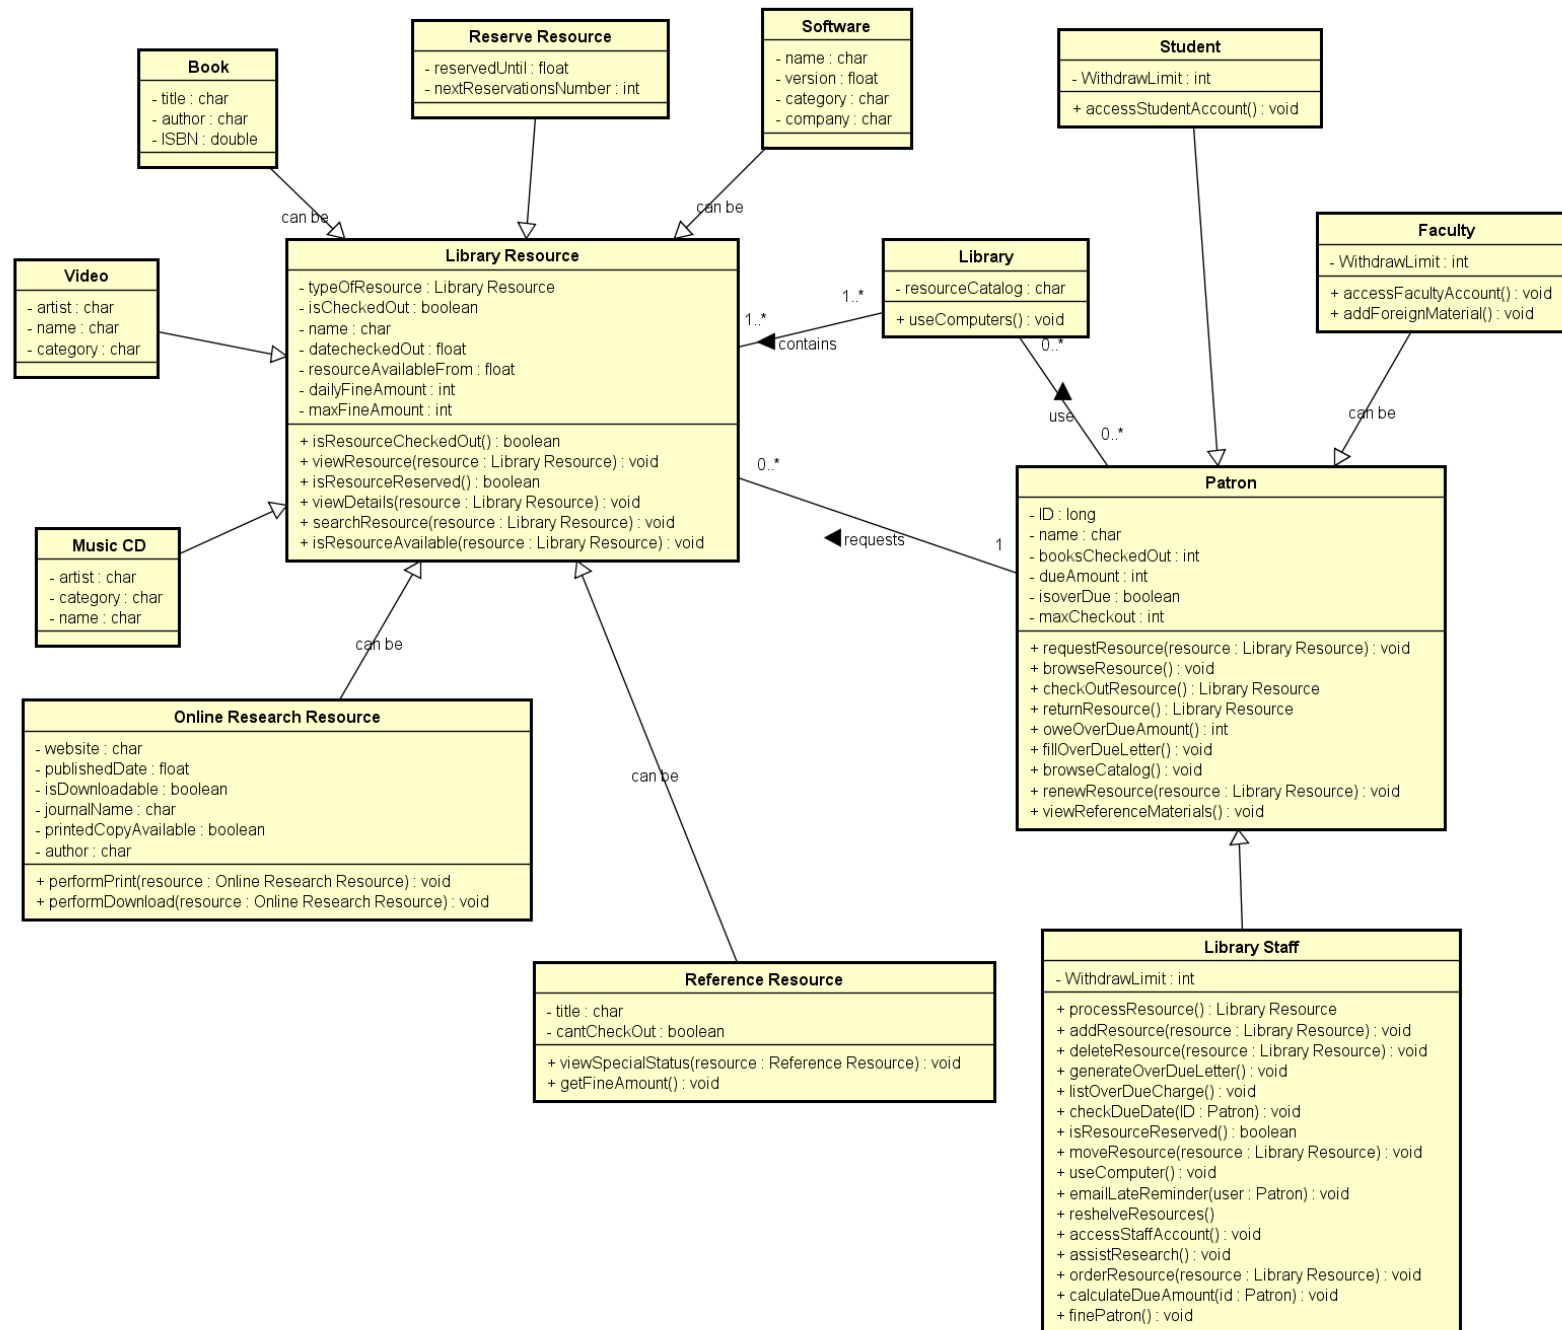 Book
- title : char
- author : char
- ISBN : double
Reserve Resource
- reservedUntil : float
- nextReservationsNumber : int
Software
- name : char
- version : float
- category : char
- company : char
Student
- WithdrawLimit : int
+ accessStudentAccount() : void
can be
can be
Faculty
- WithdrawLimit : int
+ accessFacultyAccount() : void
+ addForeignMaterial() : void
can be
Video
- artist : char
- name : char
- category : char
Library Resource
- typeOfResource : Library Resource
- isCheckedOut : boolean
- name : char
- datecheckedOut : float
- resourceAvailableFrom : float
- dailyFineAmount : int
- maxFineAmount : int
+ isResourceCheckedOut() : boolean
+ viewResource(resource : Library Resource) : void
+ isResourceReserved() : boolean
+ viewDetails(resource : Library Resource) : void
+ searchResource(resource : Library Resource) : void
+ isResourceAvailable(resource : Library Resource) : void
Library
- resourceCatalog : char
+ useComputers() : void
1..*
1..*
contains
0..*
use
0..*
0..*
requests
1
Patron
- ID : long
- name : char
- booksCheckedOut : int
- dueAmount : int
- isoverDue : boolean
- maxCheckout : int
+ requestResource(resource : Library Resource) : void
+ browseResource() : void
+ checkOutResource() : Library Resource
+ returnResource() : Library Resource
+ oweOverDueAmount() : int
+ fillOverDueLetter() : void
+ browseCatalog() : void
+ renewResource(resource : Library Resource) : void
+ viewReferenceMaterials() : void
Music CD
- artist : char
- category : char
- name : char
can be
Online Research Resource
- website : char
- publishedDate : float
- isDownloadable : boolean
- journalName : char
- printedCopyAvailable : boolean
- author : char
+ performPrint(resource : Online Research Resource) : void
+ performDownload(resource : Online Research Resource) : void
can be
Reference Resource
- title : char
- cantCheckOut : boolean
+ viewSpecialStatus(resource : Reference Resource) : void
+ getFineAmount() : void
Library Staff
- WithdrawLimit : int
+ processResource() : Library Resource
+ addResource(resource : Library Resource) : void
+ deleteResource(resource : Library Resource) : void
+ generateOverDueLetter() : void
+ listOverDueCharge() : void
+ checkDueDate(ID : Patron) : void
+ isResourceReserved() : boolean
+ moveResource(resource : Library Resource) : void
+ useComputer() : void
+ emailLateReminder(user : Patron) : void
+ reshelveResources()
+ accessStaffAccount() : void
+ assistResearch() : void
+ orderResource(resource : Library Resource) : void
+ calculateDueAmount(id : Patron) : void
+ finePatron() : void